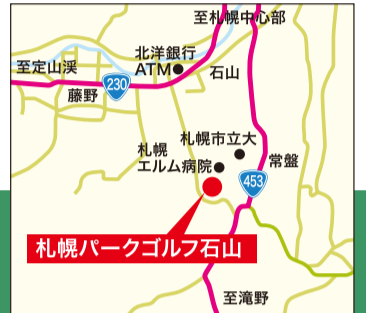 至札幌中心部
北洋銀行
ATM
至定山渓
石山
230
藤野
札幌市立大
札幌
エルム病院
常盤
453
札幌パークゴルフ石山
至滝野